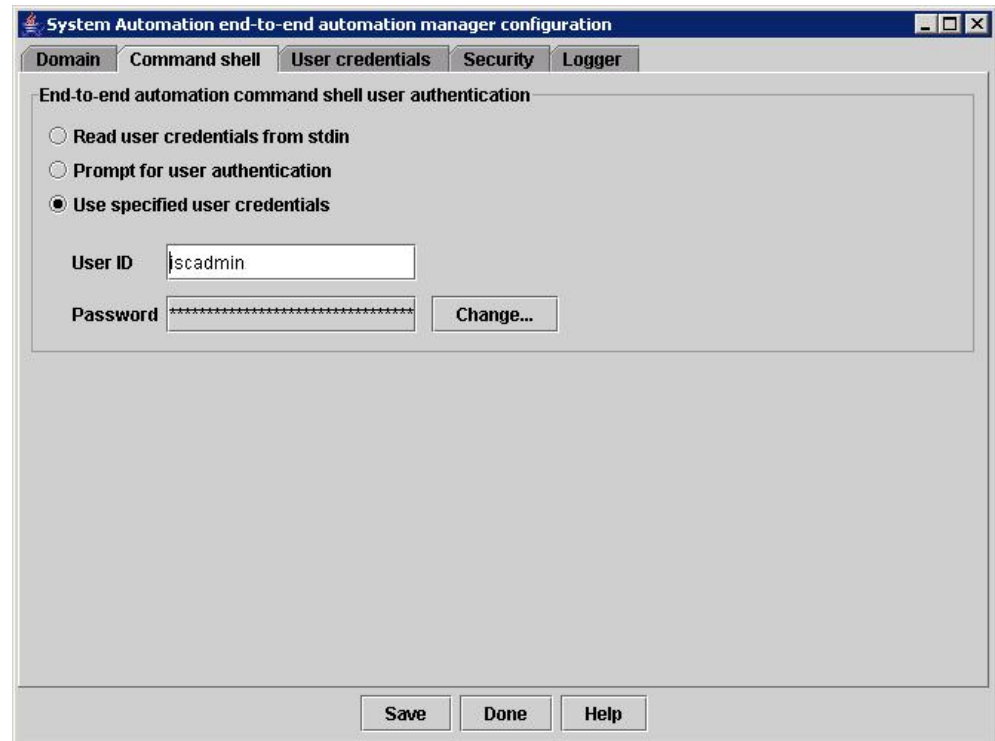 System Automation end-to-end automation manager configuration
Domain Command shell User credentials Security Logger
End-to-end automation command shell user authentication
Read user credentials from stdin
Prompt for user authentication
Use specified user credentials
User ID iscadmin
Password ********************************** Change...
Save Done Help